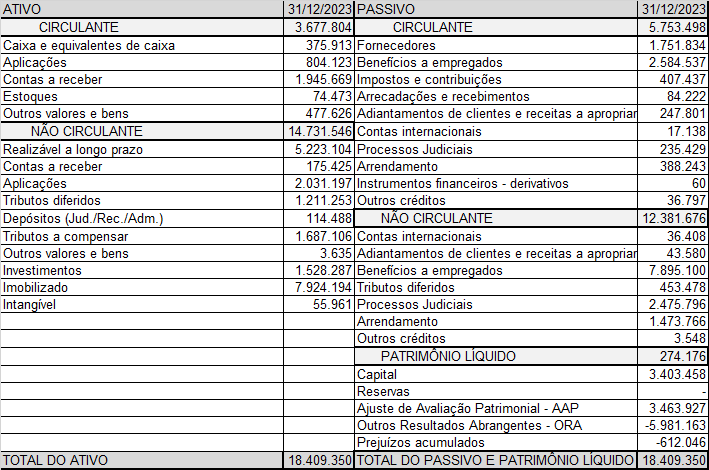 ATIVO 31/12/2023 PASSIVO 31/12/2023
CIRCULANTE 3.677.804 CIRCULANTE 5.753.498
Caixa e equivalentes de caixa 375.913 Fornecedores 1.751.834
Aplicações 804.123 Benefícios a empregados 2.584.537
Contas a receber 1.945.669 Impostos e contribuições 407.437
Estoques 74.473 Arrecadações e recebimentos 84.222
Outros valores e bens 477.626 Adiantamentos de clientes e receitas a apropriar 247.801
NÃO CIRCULANTE 14.731.546 Contas internacionais 17.138
Realizável a longo prazo 5.223.104 Processos Judiciais 235.429
Contas a receber 175.425 Arrendamento 388.243
Aplicações 2.031.197 Instrumentos financeiros - derivativos 60
Tributos diferidos 1.211.253 Outros créditos 36.797
Depósitos (Jud./Rec./Adm.) 114.488 NÃO CIRCULANTE 12.381.676
Tributos a compensar 1.687.106 Contas internacionais 36.408
Outros valores e bens 3.635 Adiantamentos de clientes e receitas a apropriar 43.580
Investimentos 1.528.287 Benefícios a empregados 7.895.100
Imobilizado 7.924.194 Tributos diferidos 453.478
Intangível 55.961 Processos Judiciais 2.475.796
Arrendamento 1.473.766
Outros créditos 3.548
PATRIMÔNIO LÍQUIDO 274.176
Capital 3.403.458
Reservas -
Ajuste de Avaliação Patrimonial - AAP 3.463.927
Outros Resultados Abrangentes - ORA -5.981.163
Prejuízos acumulados -612.046
TOTAL DO ATIVO 18.409.350 TOTAL DO PASSIVO E PATRIMÔNIO LÍQUIDO 18.409.350